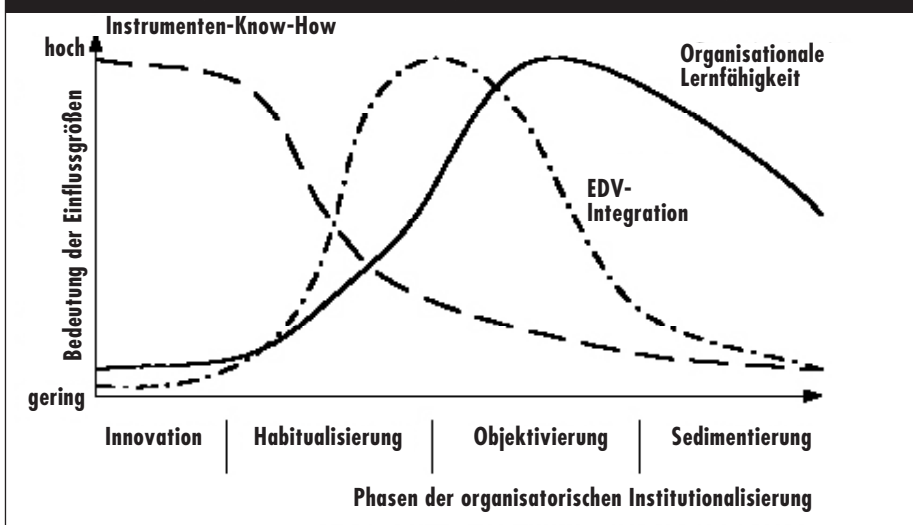 Instrumenten-Know-How
hoch
Organisationale
Lernfähigkeit
EDV-
Integration
Bedeutung der Einflussgrößen
gering
Innovation
Habitualisierung
Objektivierung
Sedimentierung
Phasen der organisatorischen Institutionalisierung